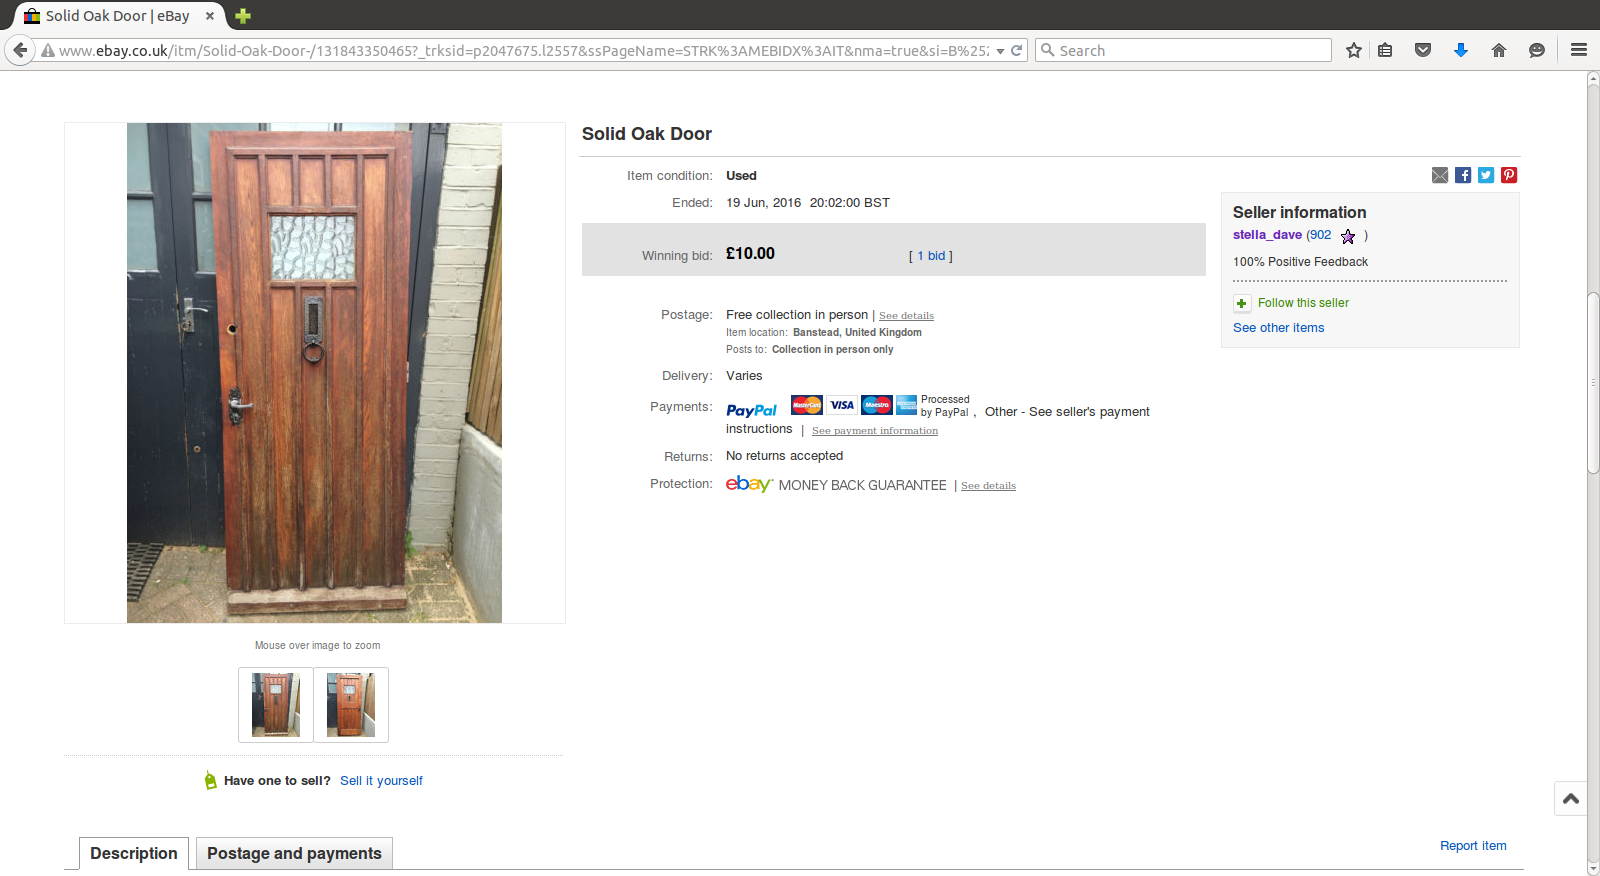 Solid Oak Door | eBay
www.ebay.co.uk/itm/Solid-Oak-Door-/131843350465?_trksid=p2047675.l2557&ssPageName=STRK%3AMEBIDX%3AIT&nma=true&si=B%252
Search
Solid Oak Door
Item condition: Used
Ended: 19 Jun, 2016 20:02:00 BST
Winning bid: £10.00 [ 1 bid ]
Postage: Free collection in person | See details
Item location: Banstead, United Kingdom
Posts to: Collection in person only
Delivery: Varies
Payments: PayPal MasterCard VISA Maestro Processed by PayPal , Other - See seller's payment
instructions | See payment information
Returns: No returns accepted
Protection: ebay MONEY BACK GUARANTEE | See details
Seller information
stella_dave (902 )
100% Positive Feedback
Follow this seller
See other items
Mouse over image to zoom
Have one to sell? Sell it yourself
Description
Postage and payments
Report item